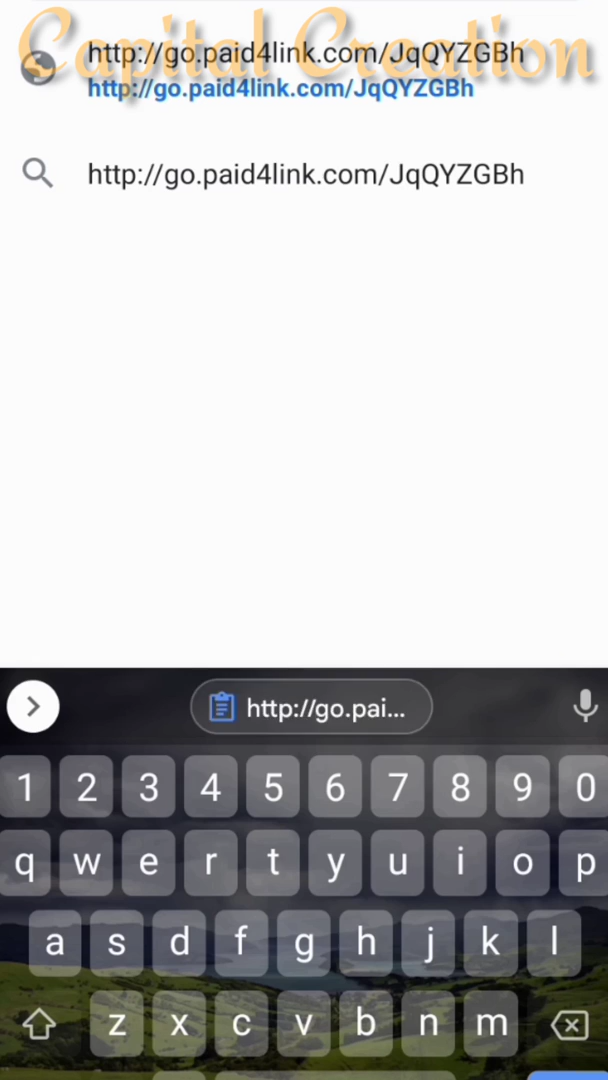 Capital Creation
http://go.paid4link.com/JqQYZGBh
http://go.paid4link.com/JqQYZGBh
http://go.paid4link.com/JqQYZGBh
http://go.pai...
1 2 3 4 5 6 7 8 9 0
q w e r t y u i o p
a s d f g h j k l
z x c v b n m